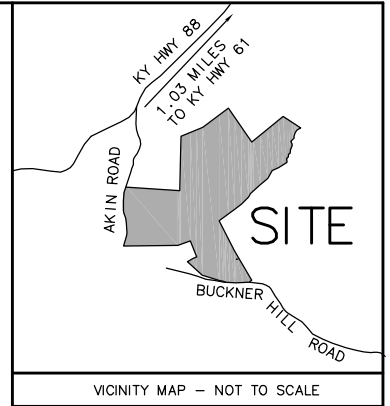 KY HWY 88
1.03 MILES
TO KY HWY 61
AKIN ROAD
SITE
BUCKNER HILL ROAD
VICINITY MAP – NOT TO SCALE